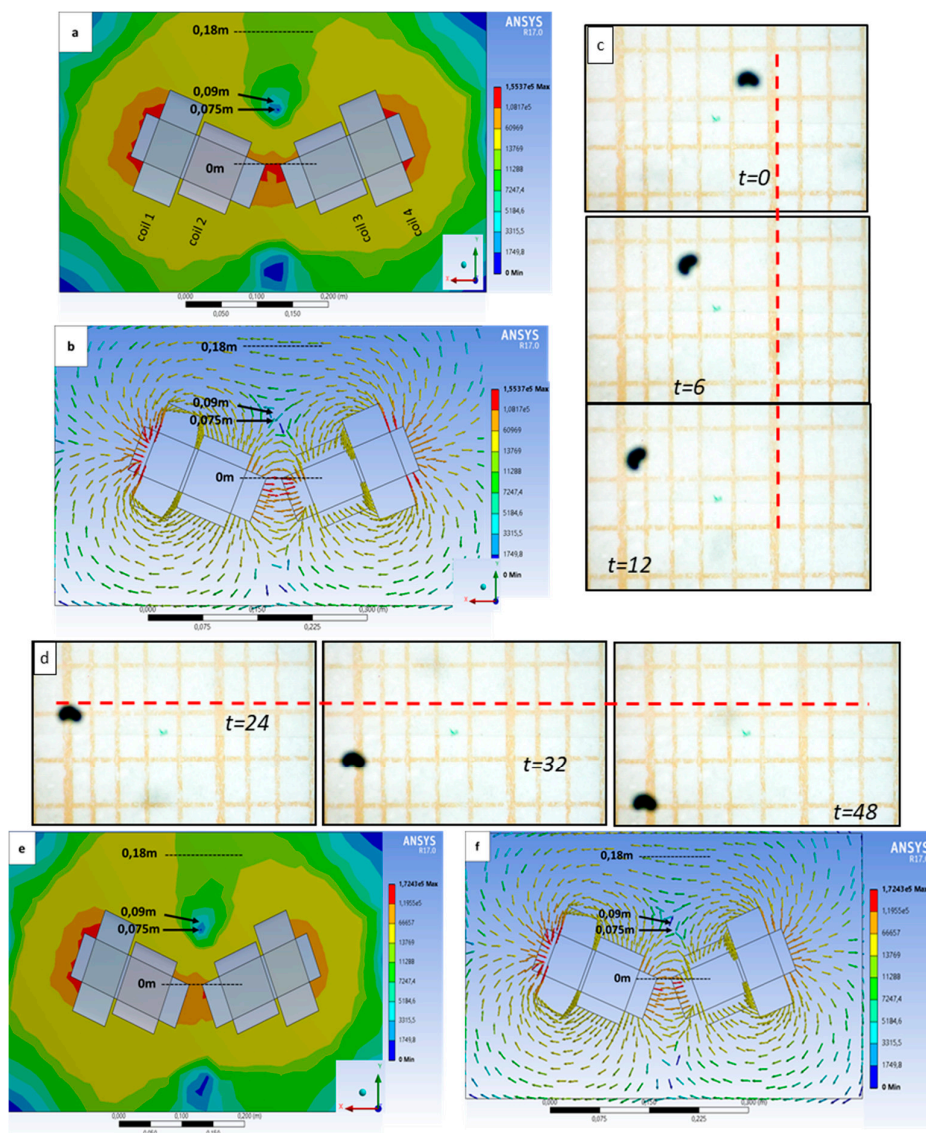 a
ANSYS
R17.0
0,18m
0,09m
0,075m
0m
coil 1
coil 2
coil 3
coil 4
1,5537e5 Max
1,0817e5
60969
13769
11288
7247,4
5184,6
3315,5
1749,8
0 Min
Y
X
0,000
0,100
0,200 (m)
0,050
0,150
b
ANSYS
R17.0
0,18m
0,09m
0,075m
0m
1,5537e5 Max
1,0817e5
60969
13769
11288
7247,4
5184,6
3315,5
1749,8
0 Min
0,000
0,150
0,300 (m)
0,075
0,225
c
t=0
t=6
t=12
d
t=24
t=32
t=48
e
ANSYS
R17.0
0,18m
0,09m
0,075m
0m
1,7243e5 Max
1,1955e5
66657
13769
11288
7247,4
5184,6
3315,5
1749,8
0 Min
0,000
0,100
0,200 (m)
0,050
0,150
f
ANSYS
R17.0
0,18m
0,09m
0,075m
0m
1,7243e5 Max
1,1955e5
66657
13769
11288
7247,4
5184,6
3315,5
1749,8
0 Min
0,000
0,150
0,300 (m)
0,075
0,225